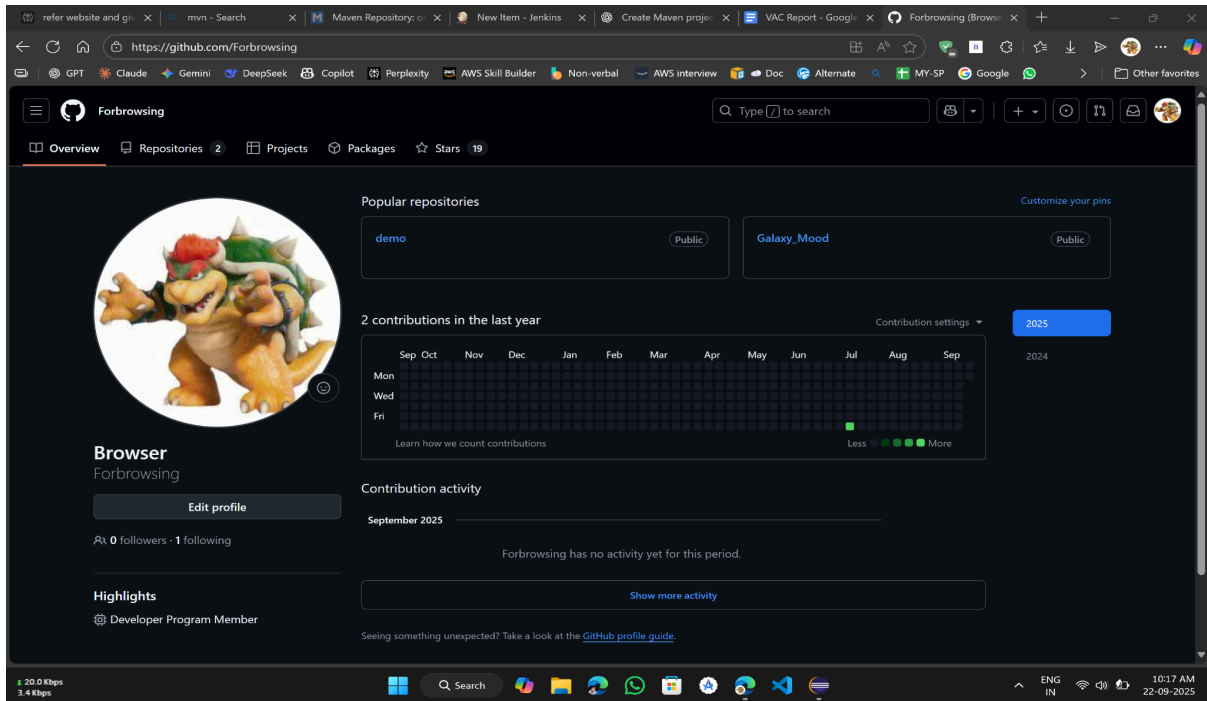 refer website and giv
mvn - Search
Maven Repository: o
New Item - Jenkins
Create Maven projec
VAC Report - Google
Forbrowsing (Browse
https://github.com/Forbrowsing
GPT
Claude
Gemini
DeepSeek
Copilot
Perplexity
AWS Skill Builder
Non-verbal
AWS interview
Doc
Alternate
MY-SP
Google
Other favorites
Forbrowsing
Type / to search
Overview
Repositories 2
Projects
Packages
Stars 19
Popular repositories
Customize your pins
demo
Public
Galaxy_Mood
Public
2 contributions in the last year
Contribution settings
2025
2024
Sep Oct Nov Dec Jan Feb Mar Apr May Jun Jul Aug Sep
Mon
Wed
Fri
Learn how we count contributions
Less
More
Browser
Forbrowsing
Edit profile
0 followers · 1 following
Highlights
Developer Program Member
Contribution activity
September 2025
Forbrowsing has no activity yet for this period.
Show more activity
Seeing something unexpected? Take a look at the GitHub profile guide.
20.0 Kbps
3.4 Kbps
Search
ENG
IN
10:17 AM
22-09-2025